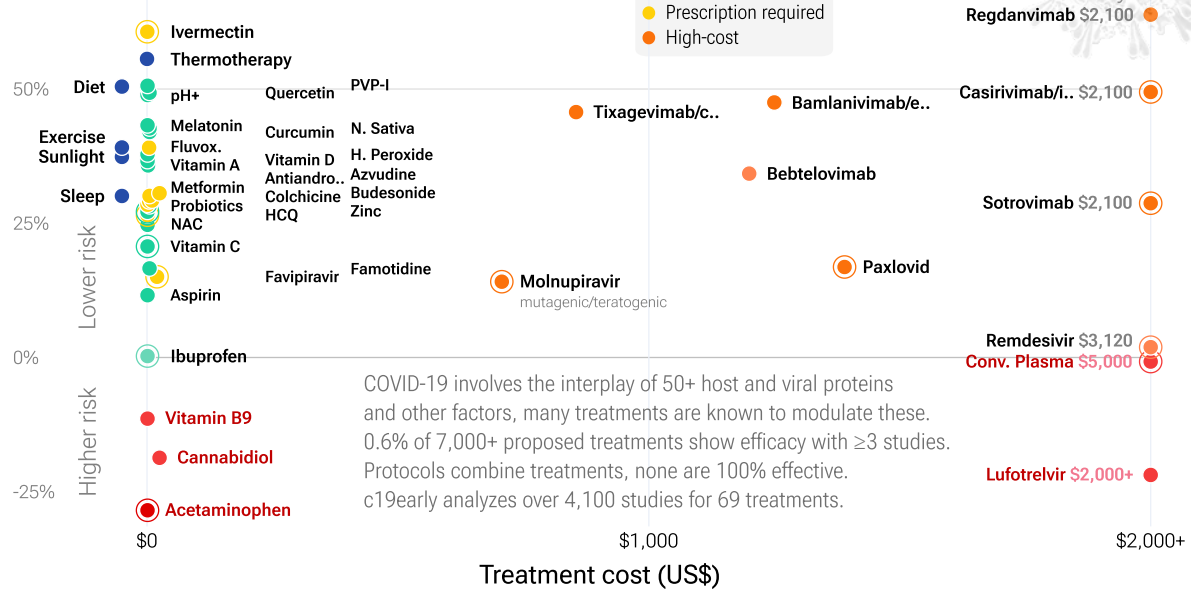 Prescription required
High-cost
Regdanvimab $2,100
Ivermectin
Thermotherapy
50%
Diet
pH+
Quercetin
PVP-I
Casirivimab/i.. $2,100
Tixagevimab/c..
Bamlanivimab/e..
Melatonin
Curcumin
N. Sativa
Exercise
Fluvox.
Sunlight
Vitamin A
Vitamin D
H. Peroxide
Antiandro..
Azvudine
Bebtelovimab
Sleep
Metformin
Colchicine
Budesonide
Probiotics
HCQ
Zinc
Sotrovimab $2,100
25%
NAC
Vitamin C
Lower risk
Favipiravir
Famotidine
Molnupiravir
mutagenic/teratogenic
Paxlovid
Aspirin
Remdesivir $3,120
0%
Ibuprofen
Conv. Plasma $5,000
COVID-19 involves the interplay of 50+ host and viral proteins
and other factors, many treatments are known to modulate these.
0.6% of 7,000+ proposed treatments show efficacy with ≥3 studies.
Protocols combine treatments, none are 100% effective.
c19early analyzes over 4,100 studies for 69 treatments.
Higher risk
Vitamin B9
Cannabidiol
Lufotrelvir $2,000+
-25%
Acetaminophen
$0
$1,000
$2,000+
Treatment cost (US$)